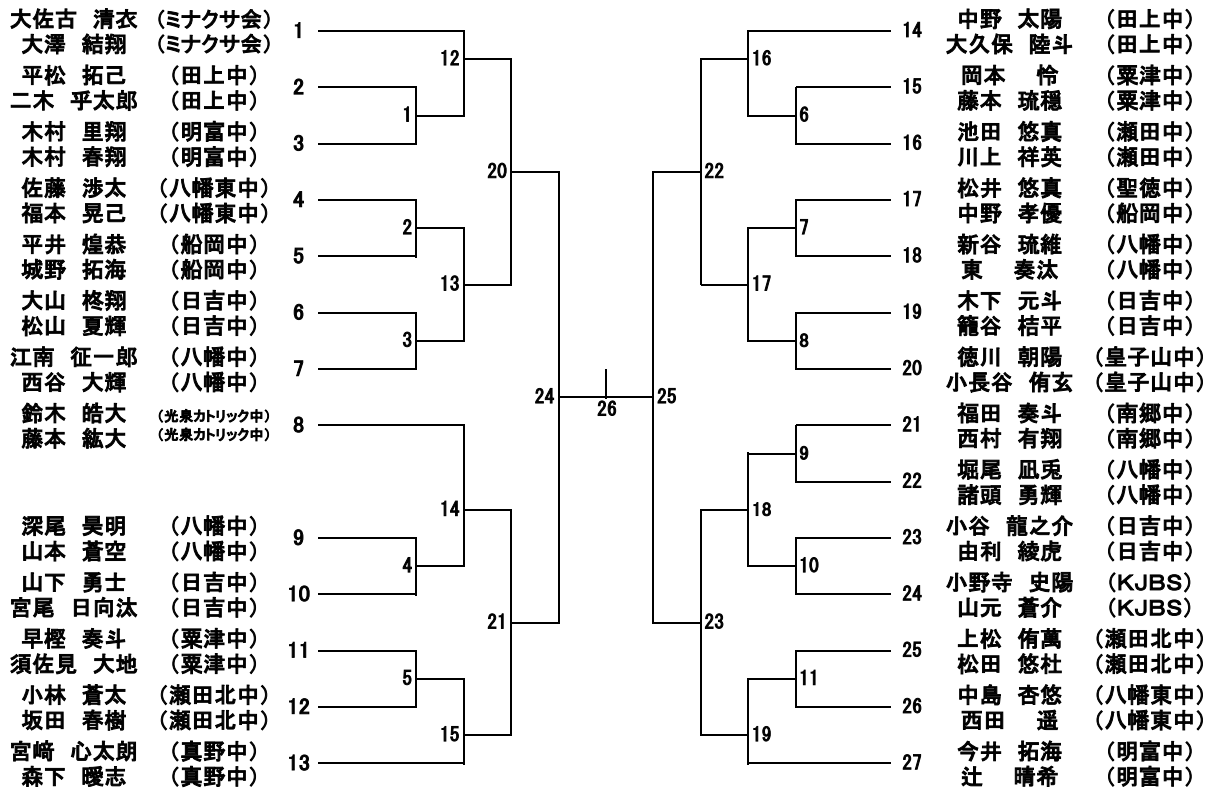 大佐古 清衣 (ミナクサ会) 1
大澤 結翔 (ミナクサ会)
平松 拓己 (田上中) 2
二木 乎太郎 (田上中)
木村 里翔 (明富中) 3
木村 春翔 (明富中)
佐藤 渉太 (八幡東中) 4
福本 晃己 (八幡東中)
平井 煌恭 (船岡中) 5
城野 拓海 (船岡中)
大山 柊翔 (日吉中) 6
松山 夏輝 (日吉中)
江南 征一郎 (八幡中) 7
西谷 大輝 (八幡中)
鈴木 皓大 (光泉カトリック中) 8
藤本 紘大 (光泉カトリック中)
深尾 昊明 (八幡中) 9
山本 蒼空 (八幡中)
山下 勇士 (日吉中) 10
宮尾 日向汰 (日吉中)
早樫 奏斗 (粟津中) 11
須佐見 大地 (粟津中)
小林 蒼太 (瀬田北中) 12
坂田 春樹 (瀬田北中)
宮﨑 心太朗 (真野中) 13
森下 曖志 (真野中)
12
1
20
2
13
3
24
14
4
21
5
15
26
25
16
6
22
7
17
8
9
18
10
23
11
19
14 中野 太陽 (田上中)
大久保 陸斗 (田上中)
15 岡本 怜 (粟津中)
藤本 琉穏 (粟津中)
16 池田 悠真 (瀬田中)
川上 祥英 (瀬田中)
17 松井 悠真 (聖徳中)
中野 孝優 (船岡中)
18 新谷 琉維 (八幡中)
東 奏汰 (八幡中)
19 木下 元斗 (日吉中)
籠谷 桔平 (日吉中)
20 徳川 朝陽 (皇子山中)
小長谷 侑玄 (皇子山中)
21 福田 奏斗 (南郷中)
西村 有翔 (南郷中)
22 堀尾 凪兎 (八幡中)
諸頭 勇輝 (八幡中)
23 小谷 龍之介 (日吉中)
由利 綾虎 (日吉中)
24 小野寺 史陽 (KJBS)
山元 蒼介 (KJBS)
25 上松 侑萬 (瀬田北中)
松田 悠杜 (瀬田北中)
26 中島 杏悠 (八幡東中)
西田 遥 (八幡東中)
27 今井 拓海 (明富中)
辻 晴希 (明富中)